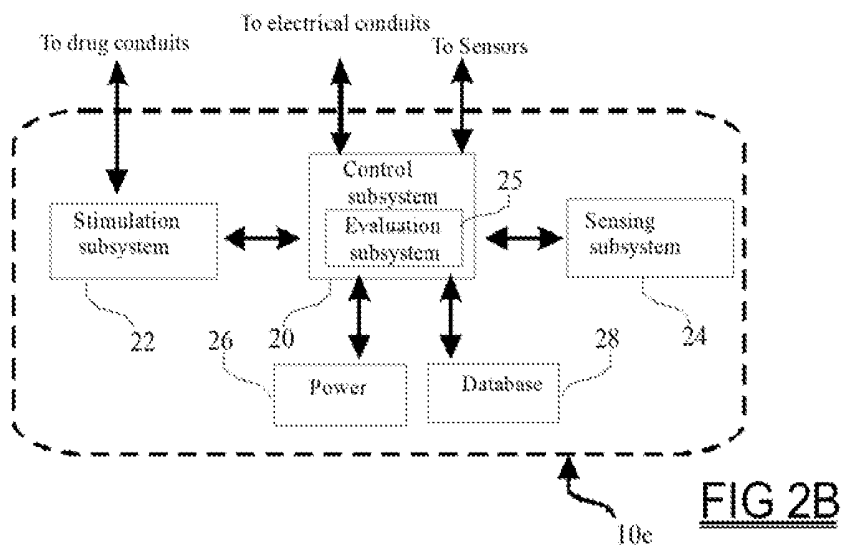 To electrical conduits
To drug conduits
To Sensors
Control
subsystem
25
Stimulation
subsystem
Evaluation
subsystem
Sensing
subsystem
22
26
20
28
24
Power
Database
FIG 2B
10e